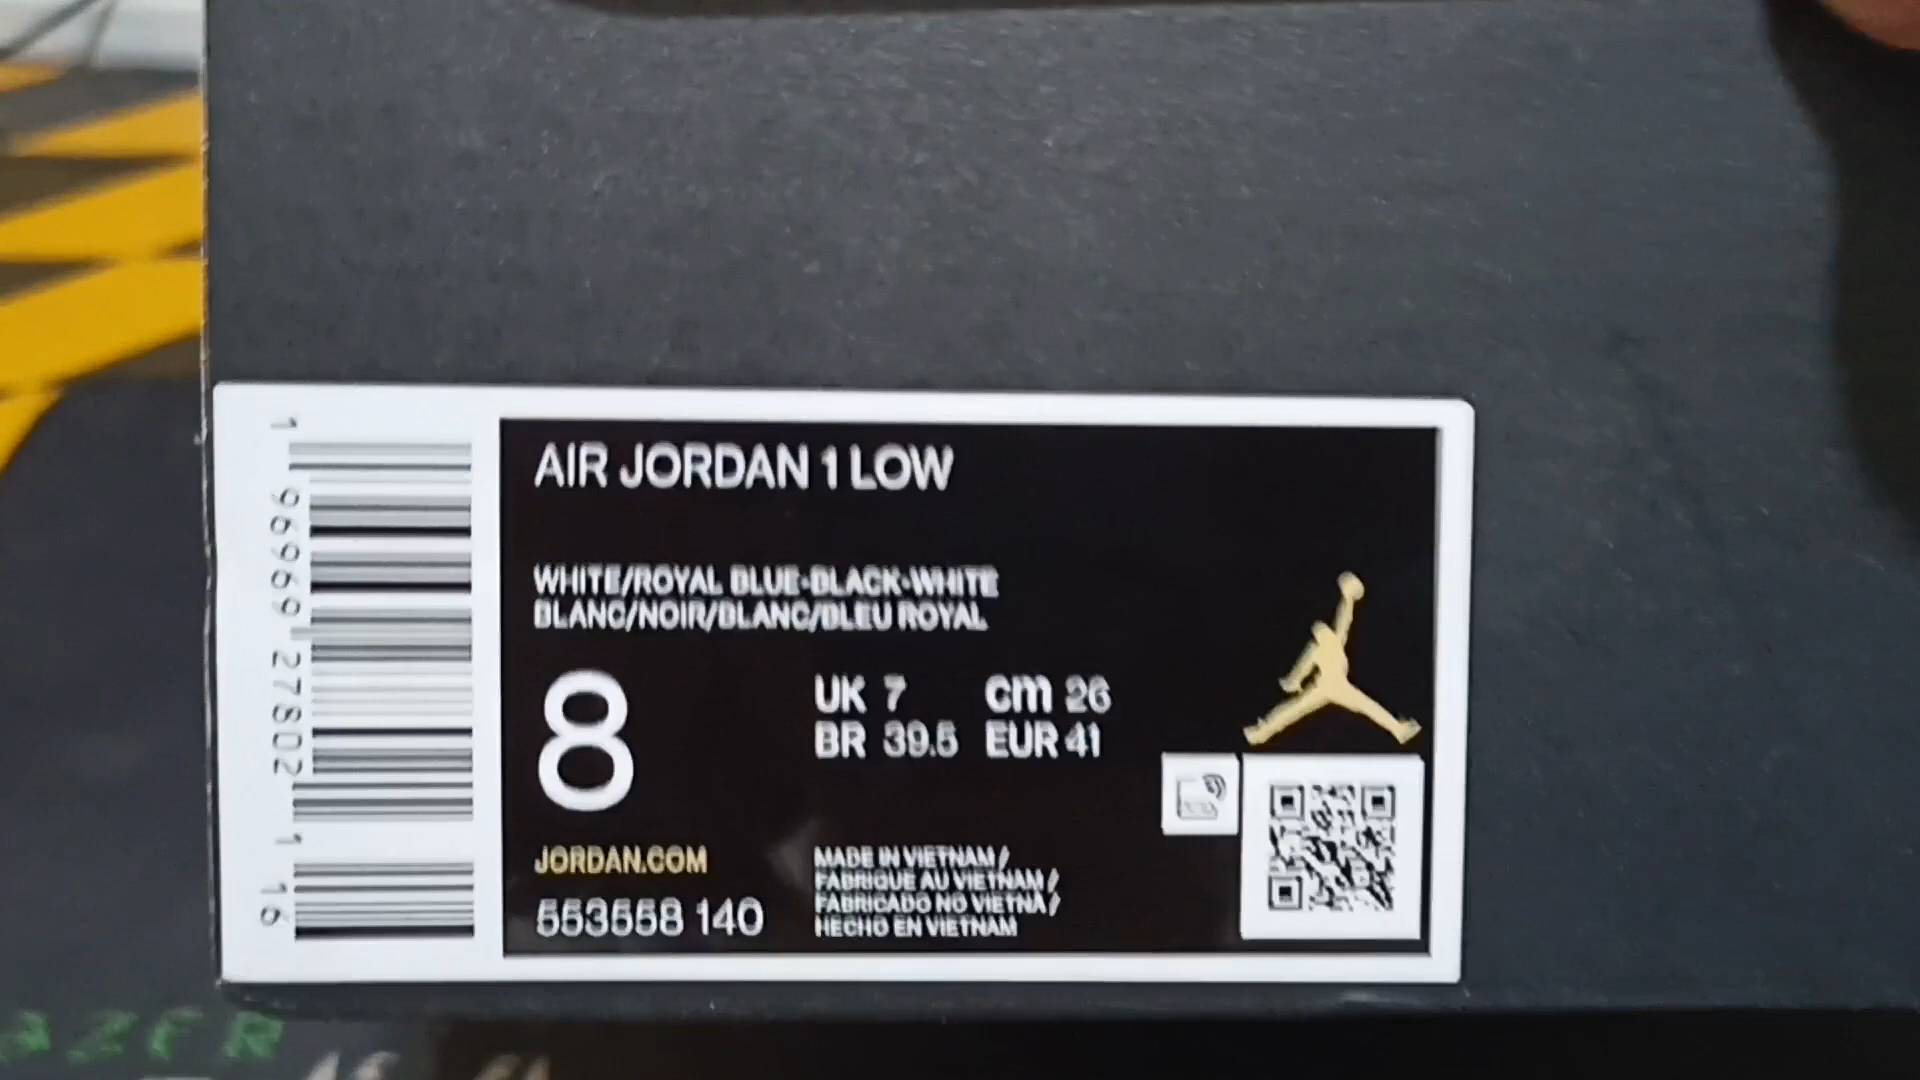 AIR JORDAN 1 LOW
WHITE/ROYAL BLUE-BLACK-WHITE
BLANC/NOIR/BLANC/BLEU ROYAL
8
UK 7 cm 26
BR 39.5 EUR 41
JORDAN.COM
553558 140
MADE IN VIETNAM /
FABRIQUE AU VIETNAM /
FABRICADO NO VIETNÃ /
HECHO EN VIETNAM
1 96969 27802 1 16